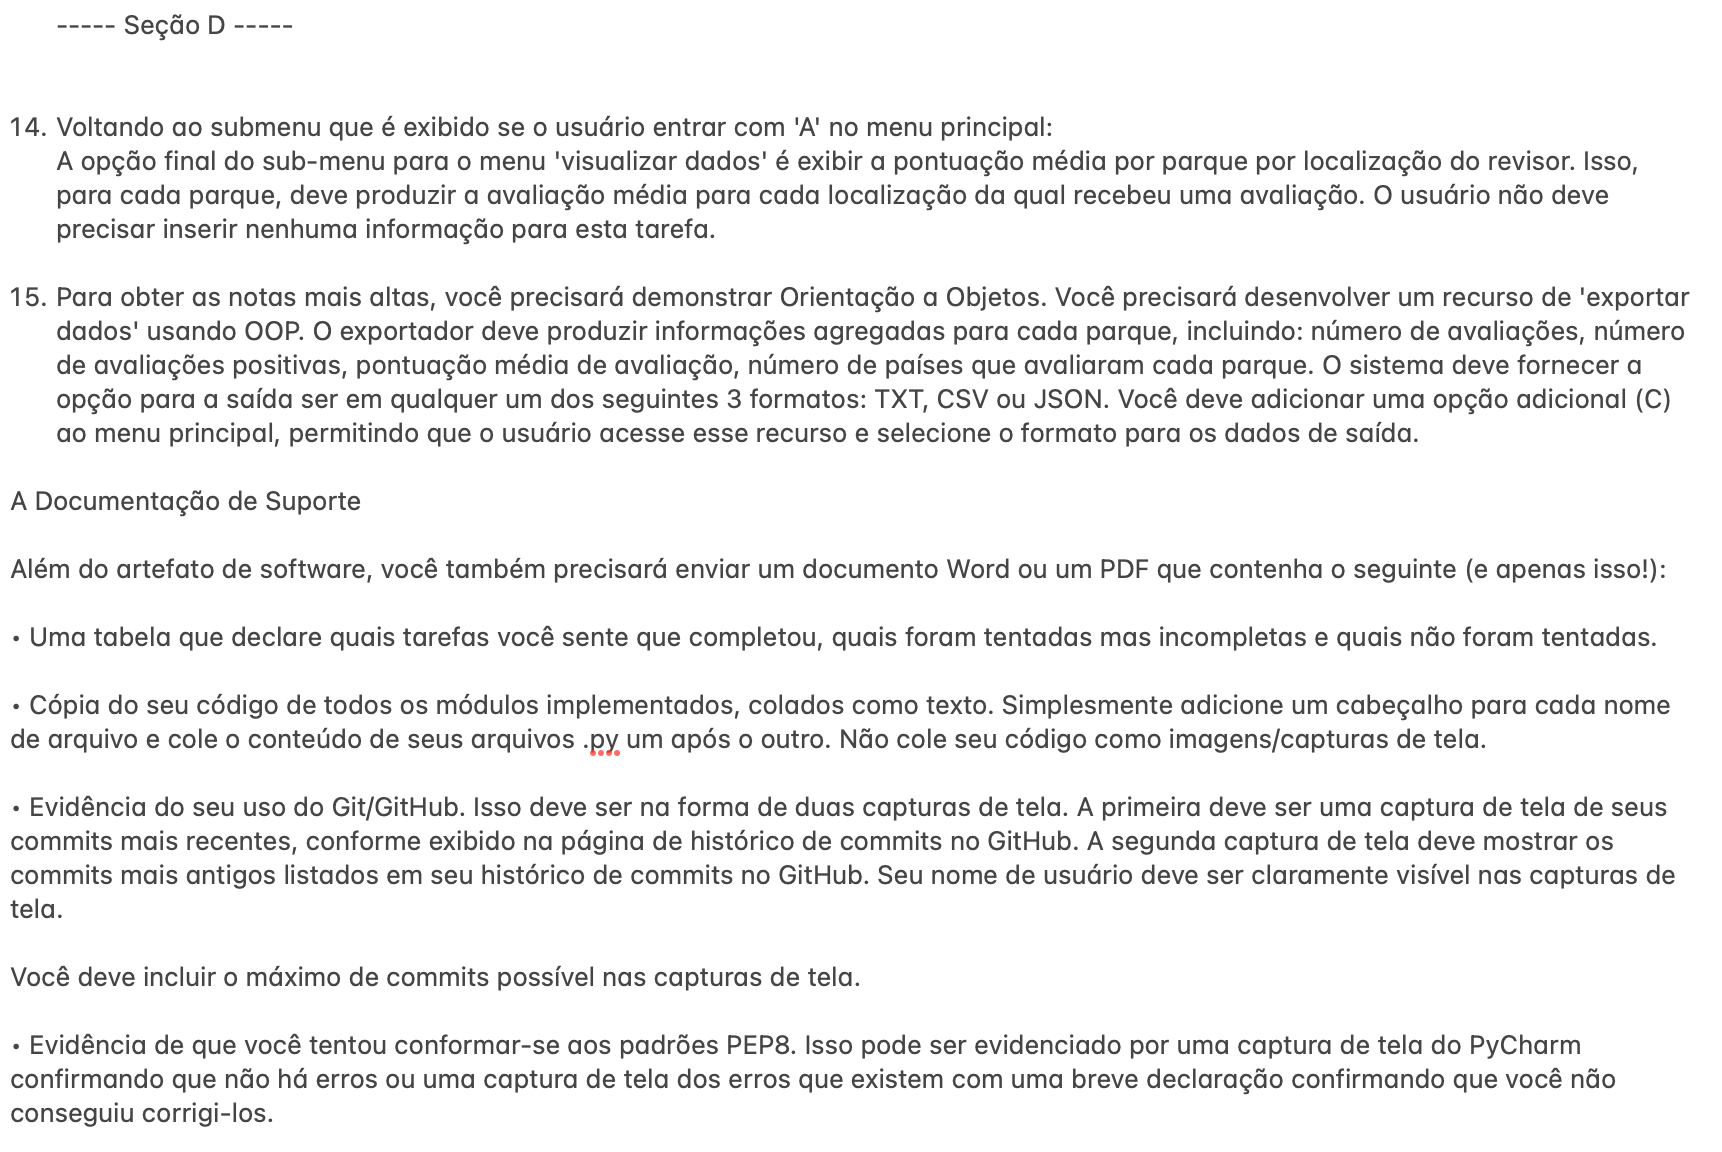 ----- Seção D -----
14. Voltando ao submenu que é exibido se o usuário entrar com 'A' no menu principal:
A opção final do sub-menu para o menu 'visualizar dados' é exibir a pontuação média por parque por localização do revisor. Isso,
para cada parque, deve produzir a avaliação média para cada localização da qual recebeu uma avaliação. O usuário não deve
precisar inserir nenhuma informação para esta tarefa.
15. Para obter as notas mais altas, você precisará demonstrar Orientação a Objetos. Você precisará desenvolver um recurso de 'exportar
dados' usando OOP. O exportador deve produzir informações agregadas para cada parque, incluindo: número de avaliações, número
de avaliações positivas, pontuação média de avaliação, número de países que avaliaram cada parque. O sistema deve fornecer a
opção para a saída ser em qualquer um dos seguintes 3 formatos: TXT, CSV ou JSON. Você deve adicionar uma opção adicional (C)
ao menu principal, permitindo que o usuário acesse esse recurso e selecione o formato para os dados de saída.
A Documentação de Suporte
Além do artefato de software, você também precisará enviar um documento Word ou um PDF que contenha o seguinte (e apenas isso!):
• Uma tabela que declare quais tarefas você sente que completou, quais foram tentadas mas incompletas e quais não foram tentadas.
• Cópia do seu código de todos os módulos implementados, colados como texto. Simplesmente adicione um cabeçalho para cada nome
de arquivo e cole o conteúdo de seus arquivos .py um após o outro. Não cole seu código como imagens/capturas de tela.
• Evidência do seu uso do Git/GitHub. Isso deve ser na forma de duas capturas de tela. A primeira deve ser uma captura de tela de seus
commits mais recentes, conforme exibido na página de histórico de commits no GitHub. A segunda captura de tela deve mostrar os
commits mais antigos listados em seu histórico de commits no GitHub. Seu nome de usuário deve ser claramente visível nas capturas de
tela.
Você deve incluir o máximo de commits possível nas capturas de tela.
• Evidência de que você tentou conformar-se aos padrões PEP8. Isso pode ser evidenciado por uma captura de tela do PyCharm
confirmando que não há erros ou uma captura de tela dos erros que existem com uma breve declaração confirmando que você não
conseguiu corrigi-los.